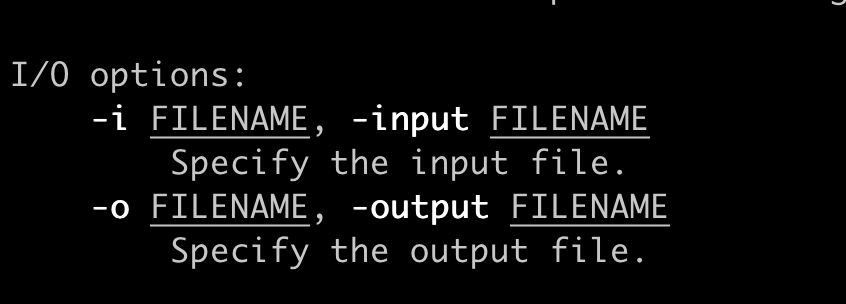 I/O options:
-i FILENAME, -input FILENAME
Specify the input file.
-o FILENAME, -output FILENAME
Specify the output file.